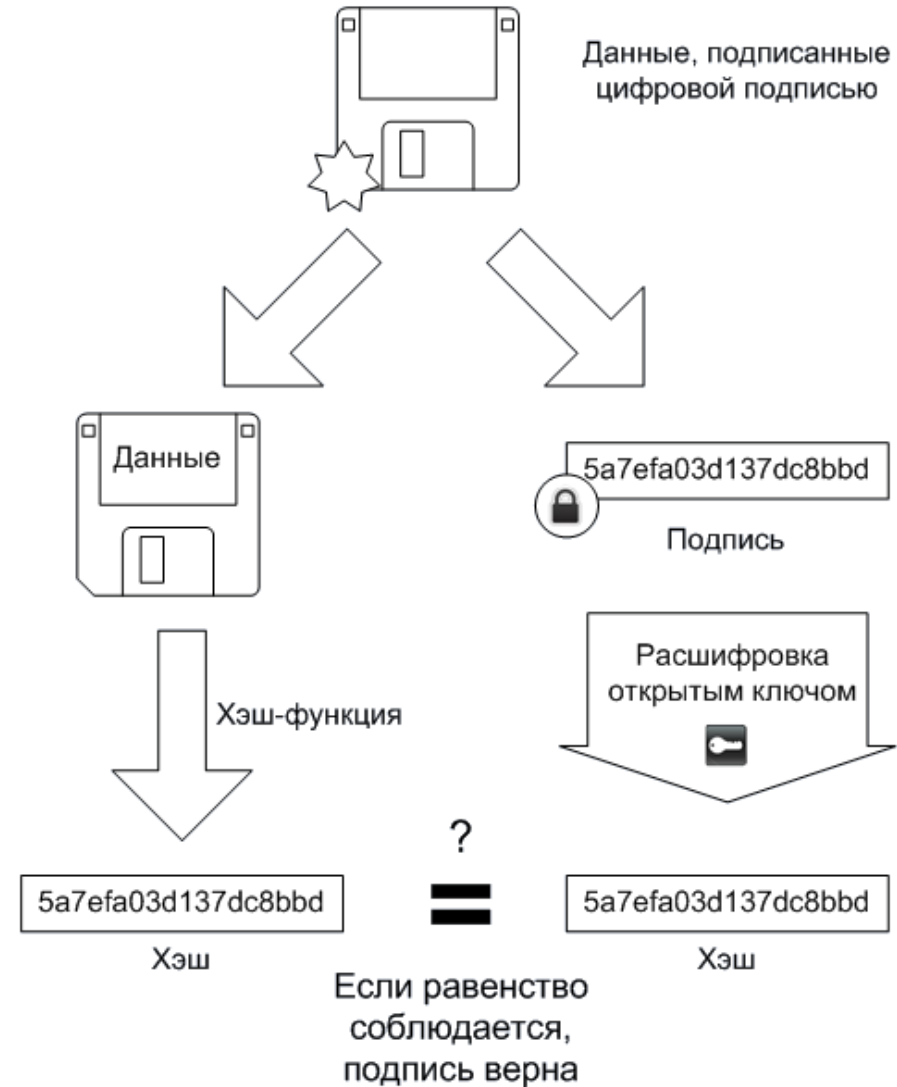 Данные, подписанные
цифровой подписью
Данные
5a7efa03d137dc8bbd
Подпись
Расшифровка
открытым ключом
Хэш-функция
?
5a7efa03d137dc8bbd
=
5a7efa03d137dc8bbd
Хэш
Хэш
Если равенство
соблюдается,
подпись верна